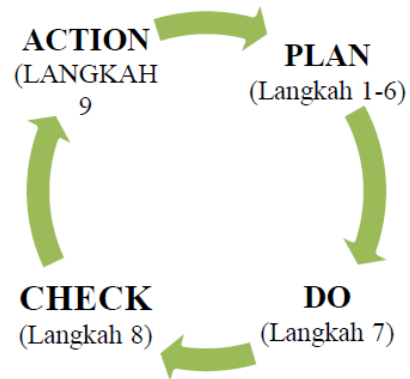 ACTION
(LANGKAH
9
PLAN
(Langkah 1-6)
DO
(Langkah 7)
CHECK
(Langkah 8)